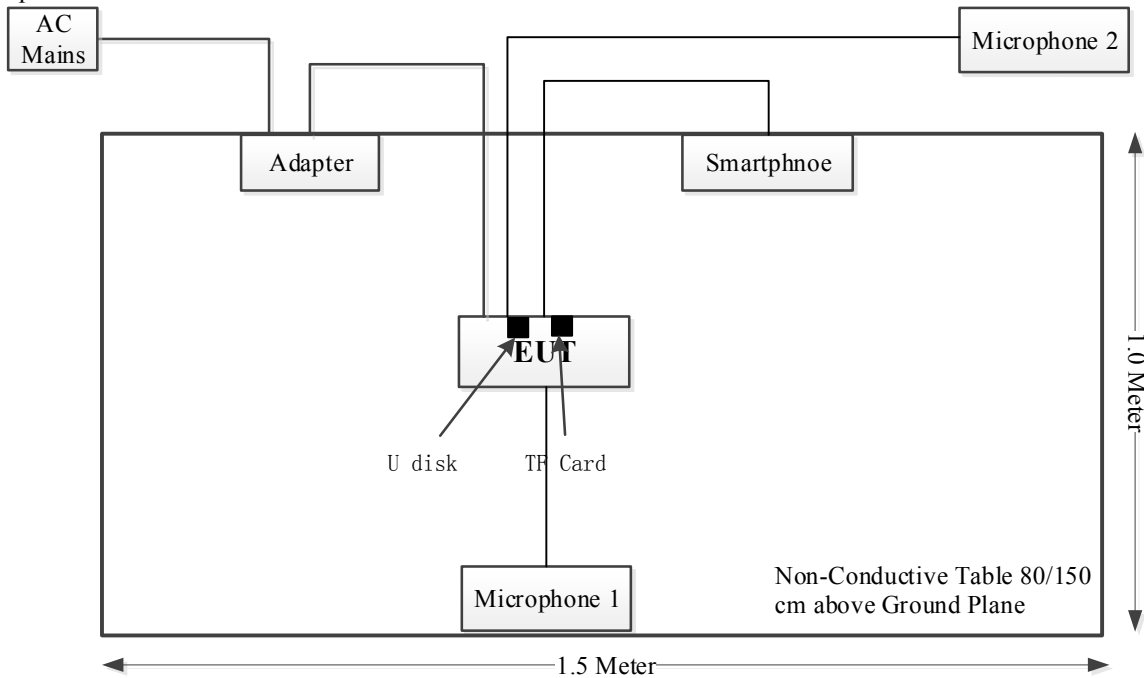 AC
Mains
Microphone 2
Adapter
Smartphnoe
EUT
U disk
TF Card
1.0 Meter
Microphone 1
Non-Conductive Table 80/150
cm above Ground Plane
1.5 Meter